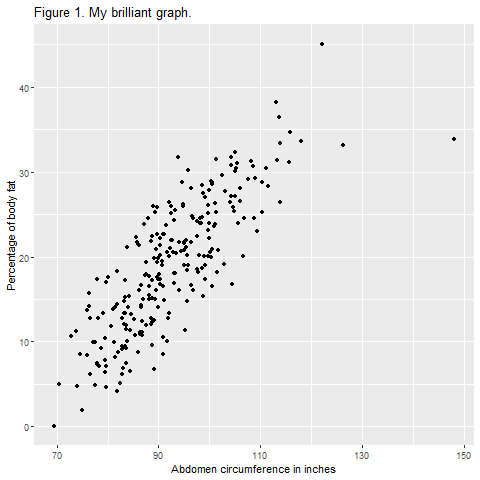 Figure 1. My brilliant graph.
Percentage of body fat
40
30
20
10
0
70 90 110 130 150
Abdomen circumference in inches